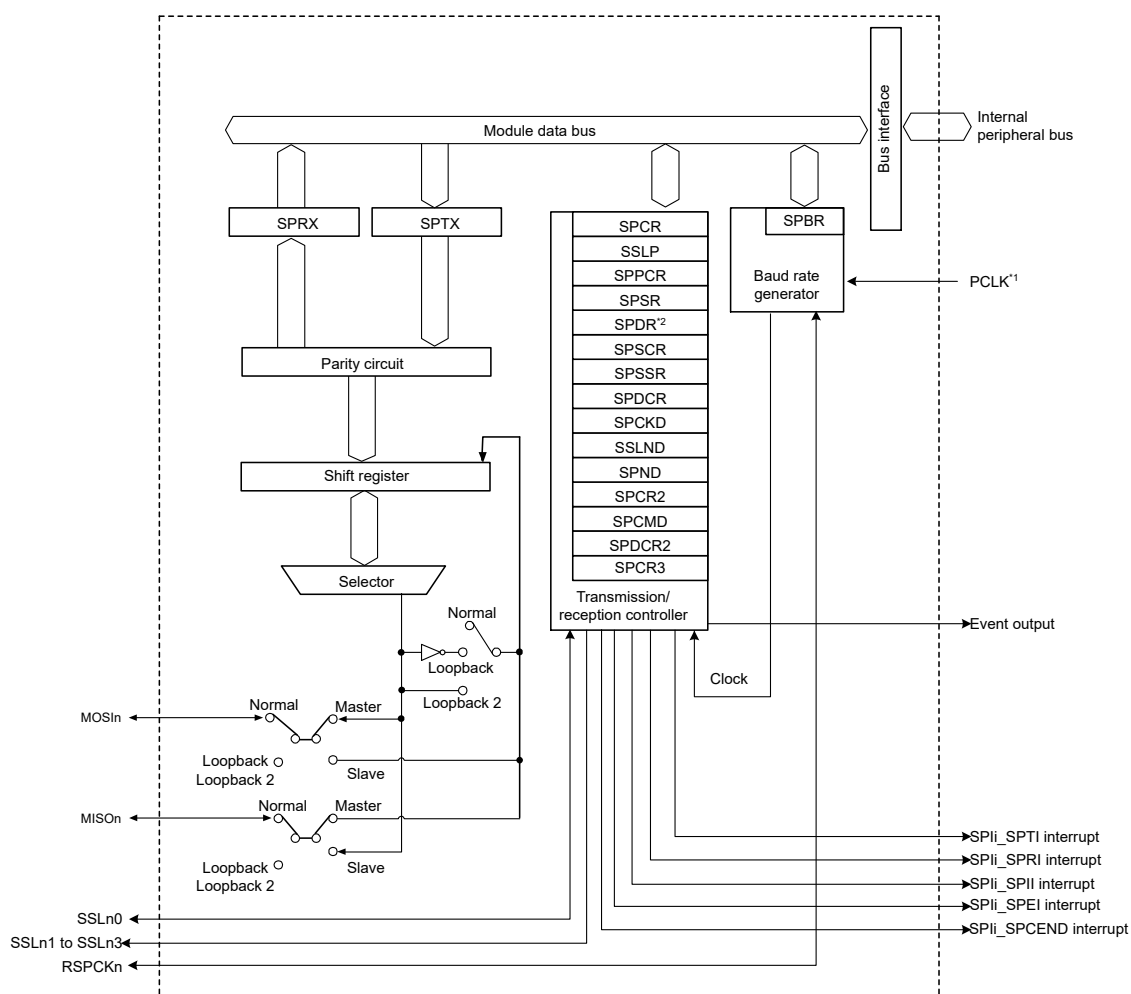 Module data bus
Bus interface
Internal
peripheral bus
SPRX
SPTX
SPCR
SSLP
SPPCR
SPSR
SPDR*2
SPSCR
SPSSR
SPDCR
SPCKD
SSLND
SPND
SPCR2
SPCMD
SPDCR2
SPCR3
Transmission/
reception controller
SPBR
Baud rate
generator
PCLK*1
Parity circuit
Shift register
Selector
Normal
Loopback
Loopback 2
Clock
Event output
MOSIn
Normal
Master
Loopback
Loopback 2
Slave
MISOn
Normal
Master
Loopback
Loopback 2
Slave
SSLn0
SSLn1 to SSLn3
RSPCKn
SPIi_SPTI interrupt
SPIi_SPRI interrupt
SPIi_SPII interrupt
SPIi_SPEI interrupt
SPIi_SPCEND interrupt